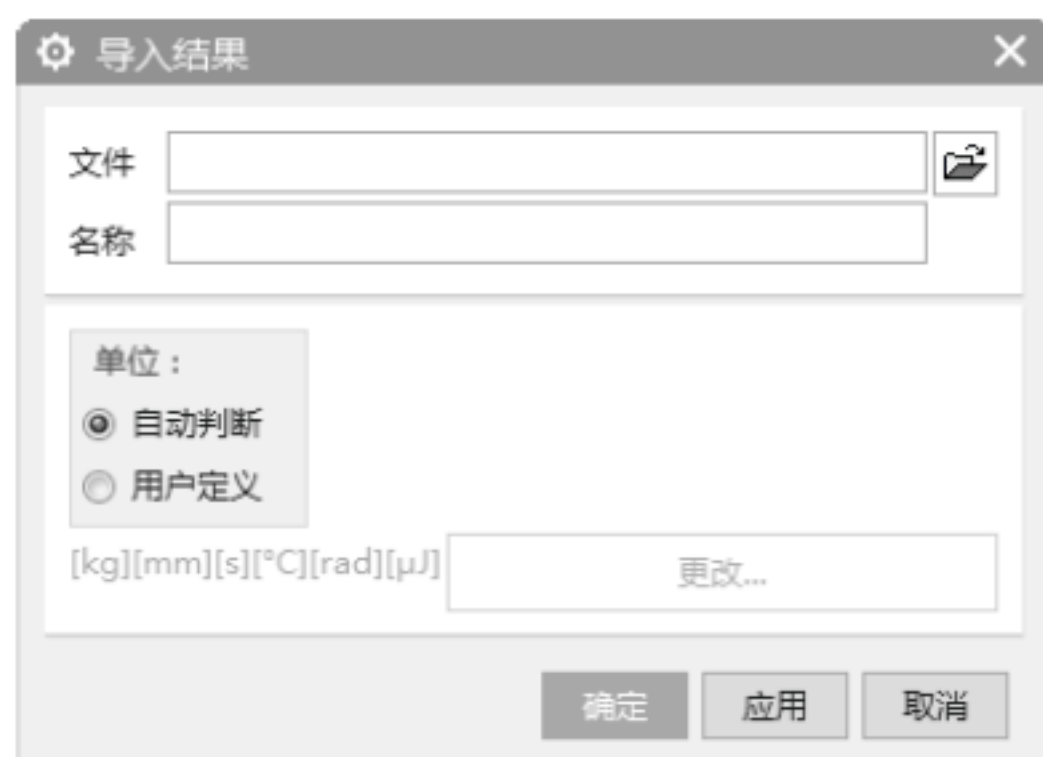 导入结果
文件
名称
单位：
自动判断
用户定义
[kg][mm][s][°C][rad][μJ] 更改...
确定 应用 取消